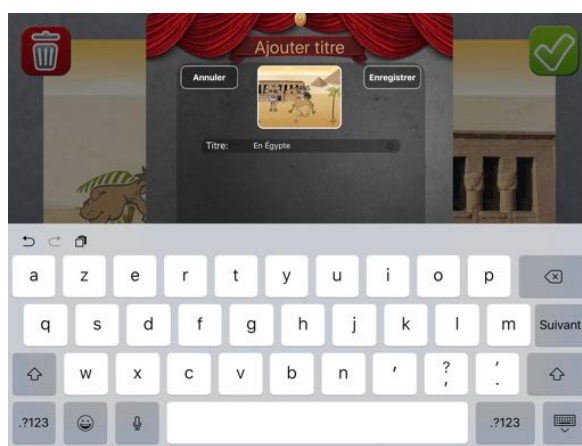 Ajouter titre
Annuler
Enregistrer
Titre: En Égypte
a z e r t y u i o p
q s d f g h j k l m Suivant
w x c v b n ' ? , ' .
.?123 .?123